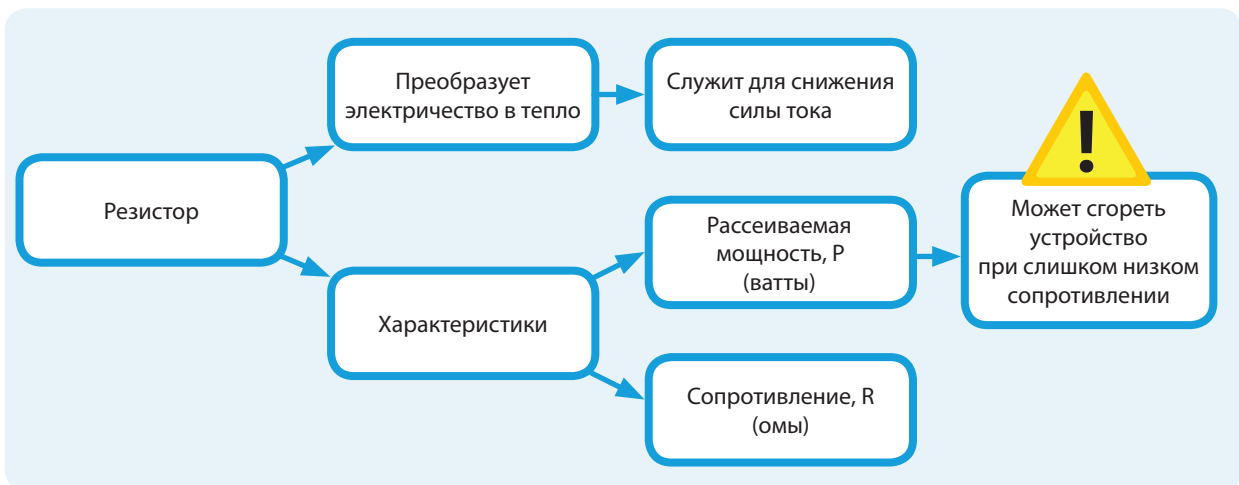 Преобразует
электричество в тепло
Служит для снижения
силы тока
!
Резистор
Рассеиваемая
мощность, P
(ватты)
Может сгореть
устройство
при слишком низком
сопротивлении
Характеристики
Сопротивление, R
(омы)